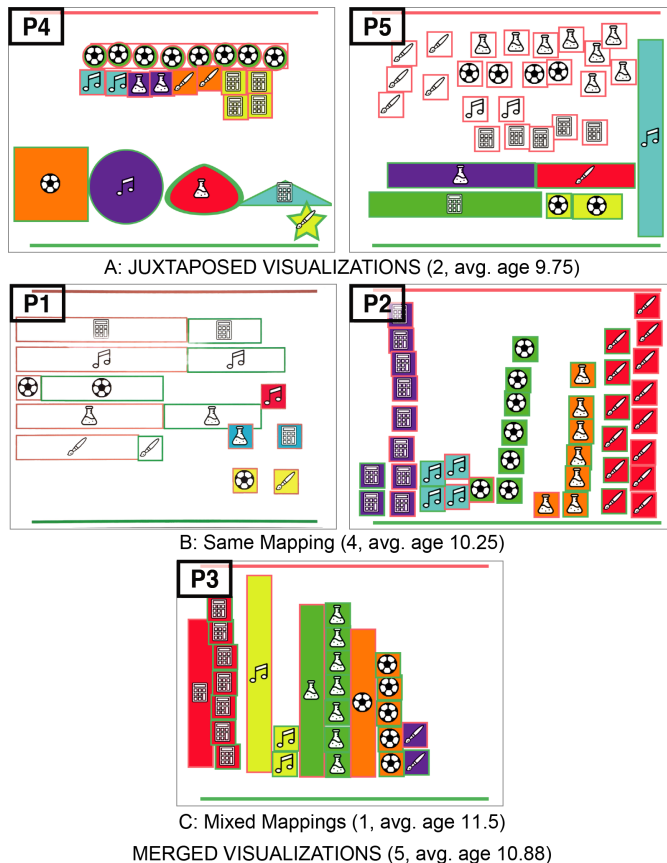 P4
P5
A: JUXTAPOSED VISUALIZATIONS (2, avg. age 9.75)
P1
P2
B: Same Mapping (4, avg. age 10.25)
P3
C: Mixed Mappings (1, avg. age 11.5)
MERGED VISUALIZATIONS (5, avg. age 10.88)